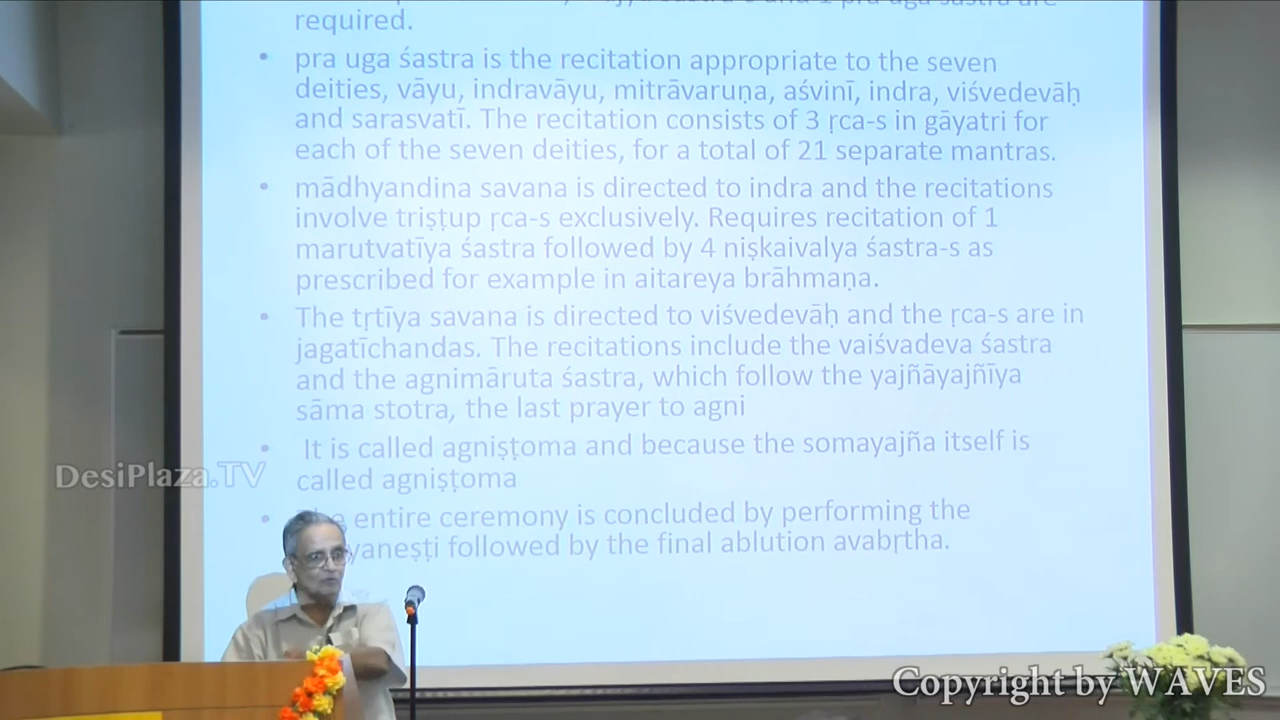 required.
• pra uga śastra is the recitation appropriate to the seven
deities, vāyu, indravāyu, mitrāvaruṇa, aśvinī, indra, viśvedevāḥ
and sarasvatī. The recitation consists of 3 ṛca-s in gāyatri for
each of the seven deities, for a total of 21 separate mantras.
• mādhyandina savana is directed to indra and the recitations
involve triṣṭup ṛca-s exclusively. Requires recitation of 1
marutvatīya śastra followed by 4 niṣkaivalya śastra-s as
prescribed for example in aitareya brāhmaṇa.
• The tṛtīya savana is directed to viśvedevāḥ and the ṛca-s are in
jagatīchandas. The recitations include the vaiśvadeva śastra
and the agnimāruta śastra, which follow the yajñāyajñīya
sāma stotra, the last prayer to agni
• It is called agniṣṭoma and because the somayajña itself is
called agniṣṭoma
• entire ceremony is concluded by performing the
followed by the final ablution avabṛtha.
DesiPlaza.TV
Copyright by WAVES